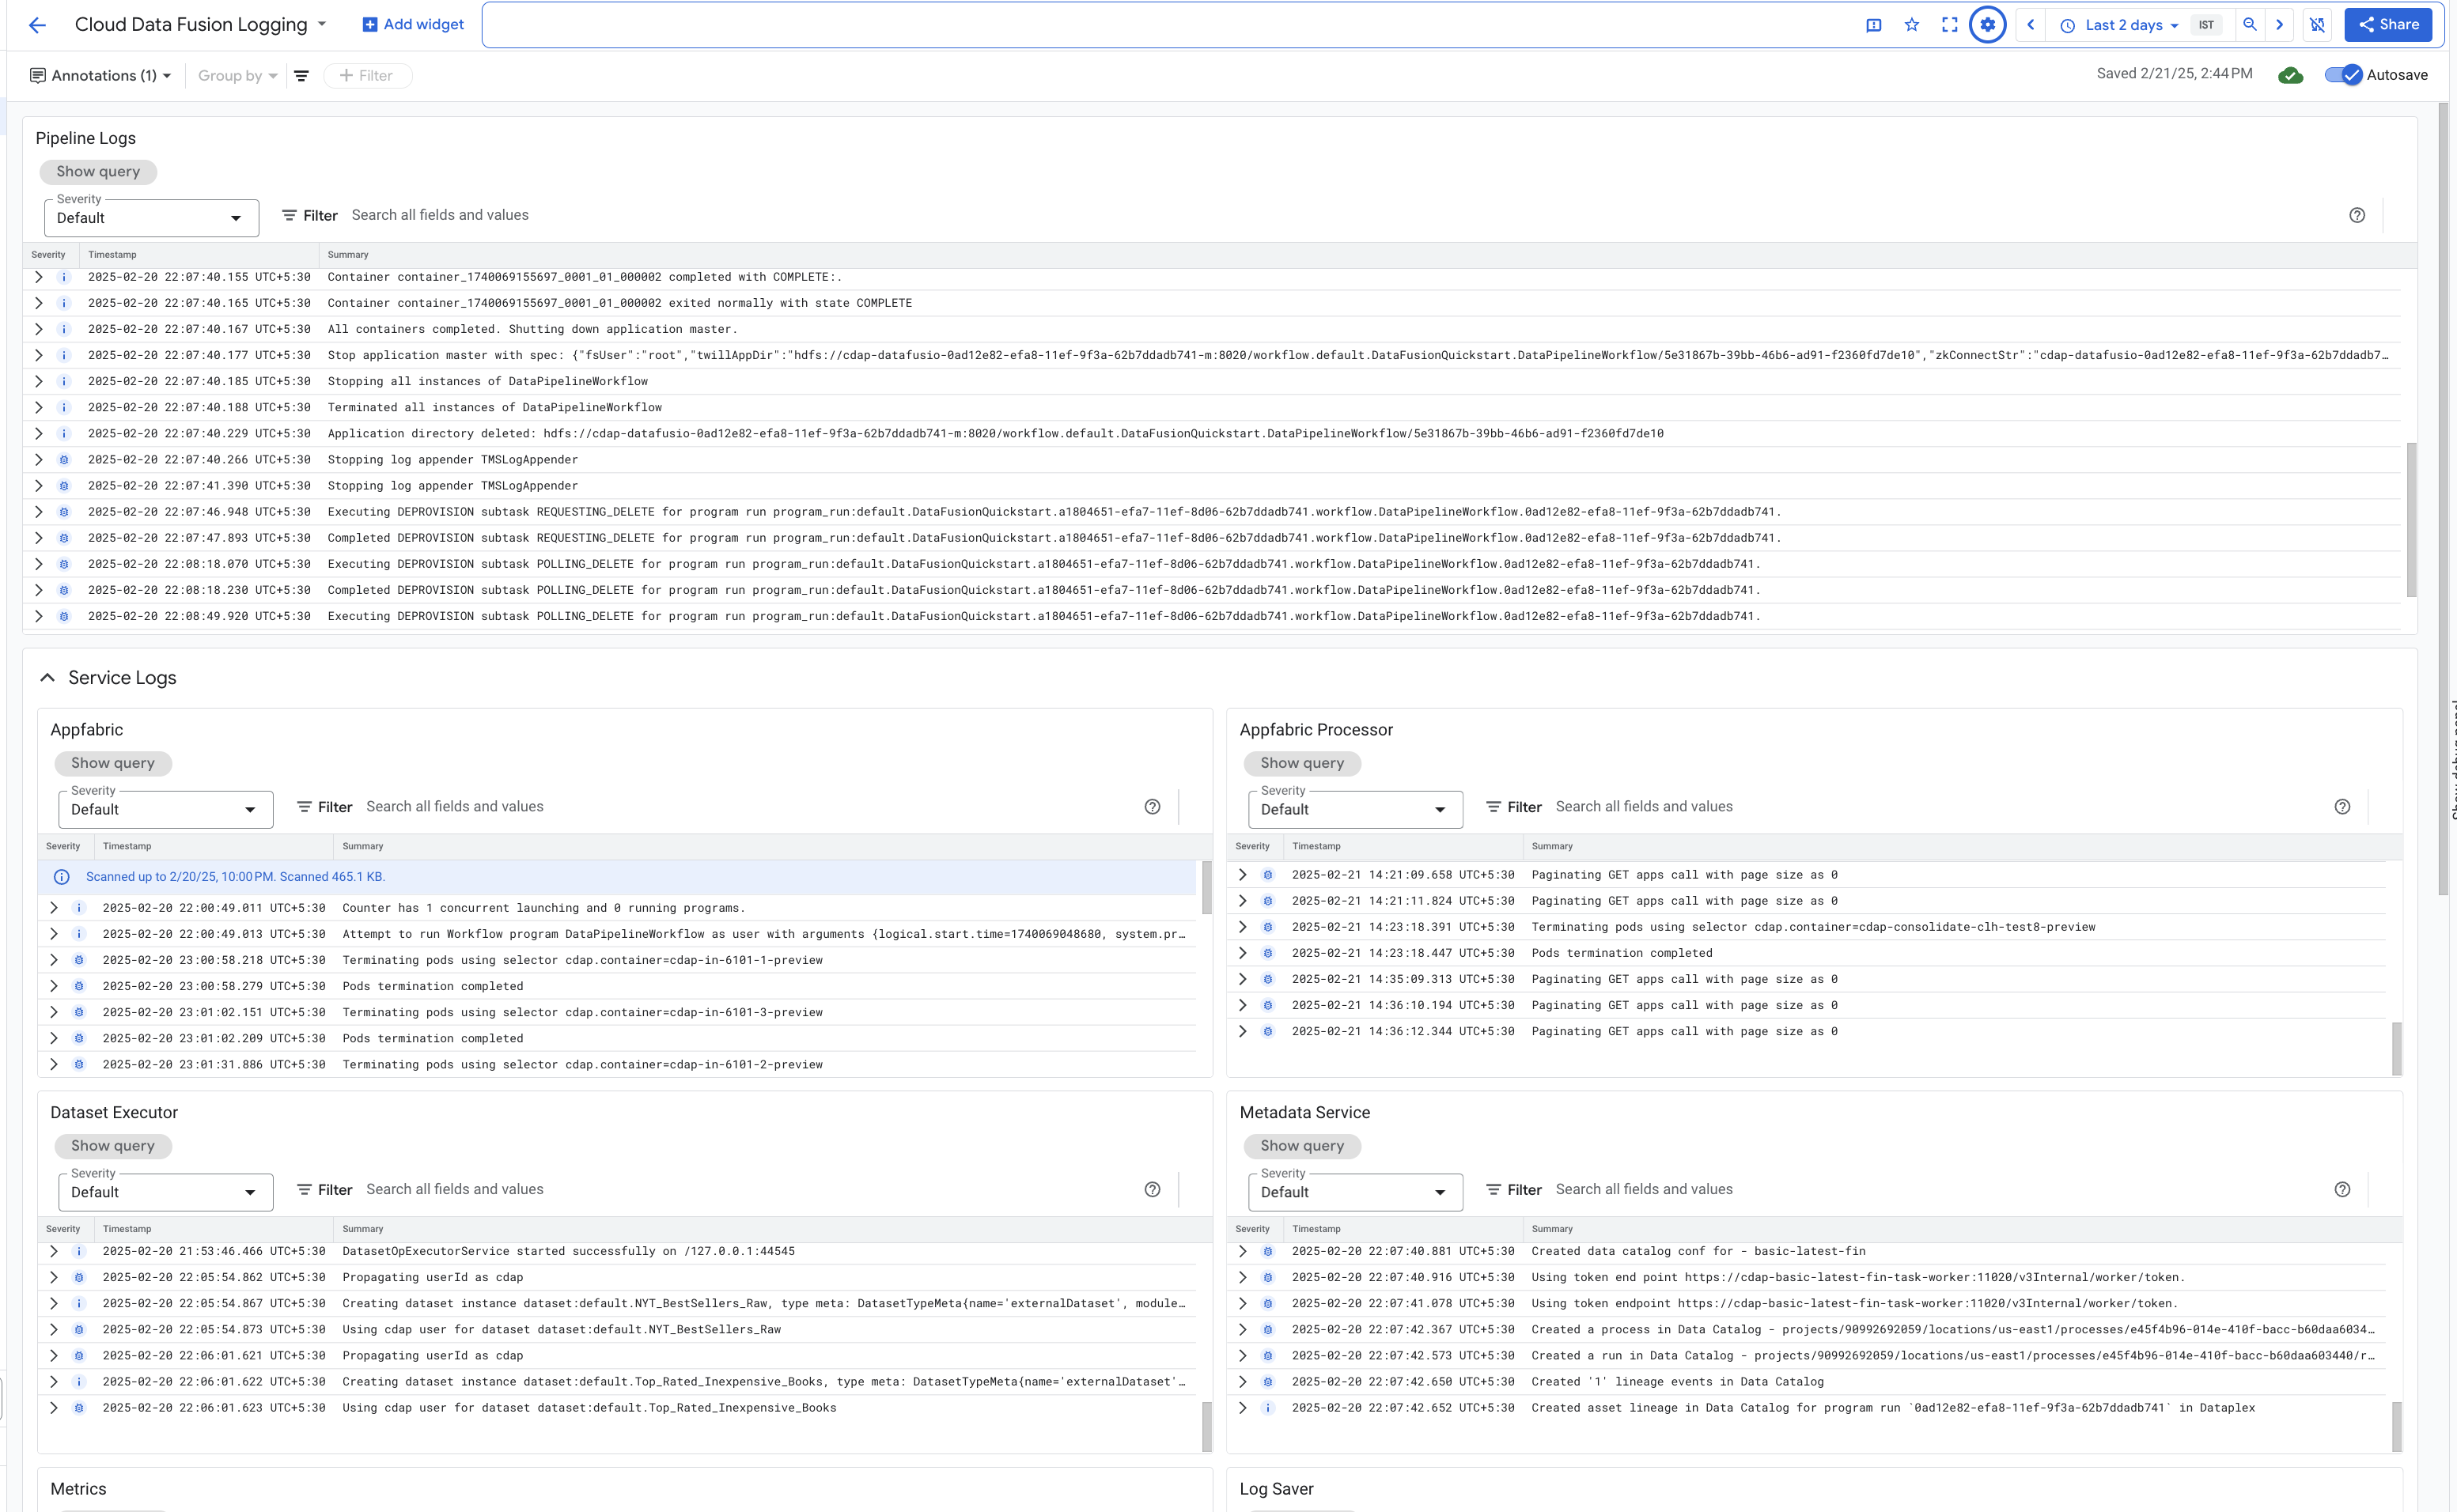 Cloud Data Fusion Logging
Add widget
Last 2 days
IST
Share
Annotations (1)
Group by
Filter
Saved 2/21/25, 2:44 PM
Autosave
Pipeline Logs
Show query
Severity
Default
Filter
Search all fields and values
Severity Timestamp Summary
2025-02-20 22:07:40.155 UTC+5:30 Container container_1740069155697_0001_01_000002 completed with COMPLETE:.
2025-02-20 22:07:40.165 UTC+5:30 Container container_1740069155697_0001_01_000002 exited normally with state COMPLETE
2025-02-20 22:07:40.167 UTC+5:30 All containers completed. Shutting down application master.
2025-02-20 22:07:40.177 UTC+5:30 Stop application master with spec: {"fsUser":"root","twillAppDir":"hdfs://cdap-datafusio-0ad12e82-efa8-11ef-9f3a-62b7ddadb741-m:8020/workflow.default.DataFusionQuickstart.DataPipelineWorkflow/5e31867b-39bb-46b6-ad91-f2360fd7de10","zkConnectStr":"cdap-datafusio-0ad12e82-efa8-11ef-9f3a-62b7ddadb7…
2025-02-20 22:07:40.185 UTC+5:30 Stopping all instances of DataPipelineWorkflow
2025-02-20 22:07:40.188 UTC+5:30 Terminated all instances of DataPipelineWorkflow
2025-02-20 22:07:40.229 UTC+5:30 Application directory deleted: hdfs://cdap-datafusio-0ad12e82-efa8-11ef-9f3a-62b7ddadb741-m:8020/workflow.default.DataFusionQuickstart.DataPipelineWorkflow/5e31867b-39bb-46b6-ad91-f2360fd7de10
2025-02-20 22:07:40.266 UTC+5:30 Stopping log appender TMSLogAppender
2025-02-20 22:07:41.390 UTC+5:30 Stopping log appender TMSLogAppender
2025-02-20 22:07:46.948 UTC+5:30 Executing DEPROVISION subtask REQUESTING_DELETE for program run program_run:default.DataFusionQuickstart.a1804651-efa7-11ef-8d06-62b7ddadb741.workflow.DataPipelineWorkflow.0ad12e82-efa8-11ef-9f3a-62b7ddadb741.
2025-02-20 22:07:47.893 UTC+5:30 Completed DEPROVISION subtask REQUESTING_DELETE for program run program_run:default.DataFusionQuickstart.a1804651-efa7-11ef-8d06-62b7ddadb741.workflow.DataPipelineWorkflow.0ad12e82-efa8-11ef-9f3a-62b7ddadb741.
2025-02-20 22:08:18.070 UTC+5:30 Executing DEPROVISION subtask POLLING_DELETE for program run program_run:default.DataFusionQuickstart.a1804651-efa7-11ef-8d06-62b7ddadb741.workflow.DataPipelineWorkflow.0ad12e82-efa8-11ef-9f3a-62b7ddadb741.
2025-02-20 22:08:18.230 UTC+5:30 Completed DEPROVISION subtask POLLING_DELETE for program run program_run:default.DataFusionQuickstart.a1804651-efa7-11ef-8d06-62b7ddadb741.workflow.DataPipelineWorkflow.0ad12e82-efa8-11ef-9f3a-62b7ddadb741.
2025-02-20 22:08:49.920 UTC+5:30 Executing DEPROVISION subtask POLLING_DELETE for program run program_run:default.DataFusionQuickstart.a1804651-efa7-11ef-8d06-62b7ddadb741.workflow.DataPipelineWorkflow.0ad12e82-efa8-11ef-9f3a-62b7ddadb741.
Service Logs
Appfabric
Show query
Severity
Default
Filter
Search all fields and values
Severity Timestamp Summary
Scanned up to 2/20/25, 10:00 PM. Scanned 465.1 KB.
2025-02-20 22:00:49.011 UTC+5:30 Counter has 1 concurrent launching and 0 running programs.
2025-02-20 22:00:49.013 UTC+5:30 Attempt to run Workflow program DataPipelineWorkflow as user with arguments {logical.start.time=1740069048680, system.pr…
2025-02-20 23:00:58.218 UTC+5:30 Terminating pods using selector cdap.container=cdap-in-6101-1-preview
2025-02-20 23:00:58.279 UTC+5:30 Pods termination completed
2025-02-20 23:01:02.151 UTC+5:30 Terminating pods using selector cdap.container=cdap-in-6101-3-preview
2025-02-20 23:01:02.209 UTC+5:30 Pods termination completed
2025-02-20 23:01:31.886 UTC+5:30 Terminating pods using selector cdap.container=cdap-in-6101-2-preview
Appfabric Processor
Show query
Severity
Default
Filter
Search all fields and values
Severity Timestamp Summary
2025-02-21 14:21:09.658 UTC+5:30 Paginating GET apps call with page size as 0
2025-02-21 14:21:11.824 UTC+5:30 Paginating GET apps call with page size as 0
2025-02-21 14:23:18.391 UTC+5:30 Terminating pods using selector cdap.container=cdap-consolidate-clh-test8-preview
2025-02-21 14:23:18.447 UTC+5:30 Pods termination completed
2025-02-21 14:35:09.313 UTC+5:30 Paginating GET apps call with page size as 0
2025-02-21 14:36:10.194 UTC+5:30 Paginating GET apps call with page size as 0
2025-02-21 14:36:12.344 UTC+5:30 Paginating GET apps call with page size as 0
Dataset Executor
Show query
Severity
Default
Filter
Search all fields and values
Severity Timestamp Summary
2025-02-20 21:53:46.466 UTC+5:30 DatasetOpExecutorService started successfully on /127.0.0.1:44545
2025-02-20 22:05:54.862 UTC+5:30 Propagating userId as cdap
2025-02-20 22:05:54.867 UTC+5:30 Creating dataset instance dataset:default.NYT_BestSellers_Raw, type meta: DatasetTypeMeta{name='externalDataset', module…
2025-02-20 22:05:54.873 UTC+5:30 Using cdap user for dataset dataset:default.NYT_BestSellers_Raw
2025-02-20 22:06:01.621 UTC+5:30 Propagating userId as cdap
2025-02-20 22:06:01.622 UTC+5:30 Creating dataset instance dataset:default.Top_Rated_Inexpensive_Books, type meta: DatasetTypeMeta{name='externalDataset'…
2025-02-20 22:06:01.623 UTC+5:30 Using cdap user for dataset dataset:default.Top_Rated_Inexpensive_Books
Metadata Service
Show query
Severity
Default
Filter
Search all fields and values
Severity Timestamp Summary
2025-02-20 22:07:40.881 UTC+5:30 Created data catalog conf for - basic-latest-fin
2025-02-20 22:07:40.916 UTC+5:30 Using token end point https://cdap-basic-latest-fin-task-worker:11020/v3Internal/worker/token.
2025-02-20 22:07:41.078 UTC+5:30 Using token endpoint https://cdap-basic-latest-fin-task-worker:11020/v3Internal/worker/token.
2025-02-20 22:07:42.367 UTC+5:30 Created a process in Data Catalog - projects/90992692059/locations/us-east1/processes/e45f4b96-014e-410f-bacc-b60daa6034…
2025-02-20 22:07:42.573 UTC+5:30 Created a run in Data Catalog - projects/90992692059/locations/us-east1/processes/e45f4b96-014e-410f-bacc-b60daa603440/r…
2025-02-20 22:07:42.650 UTC+5:30 Created '1' lineage events in Data Catalog
2025-02-20 22:07:42.652 UTC+5:30 Created asset lineage in Data Catalog for program run `0ad12e82-efa8-11ef-9f3a-62b7ddadb741` in Dataplex
Metrics
Log Saver